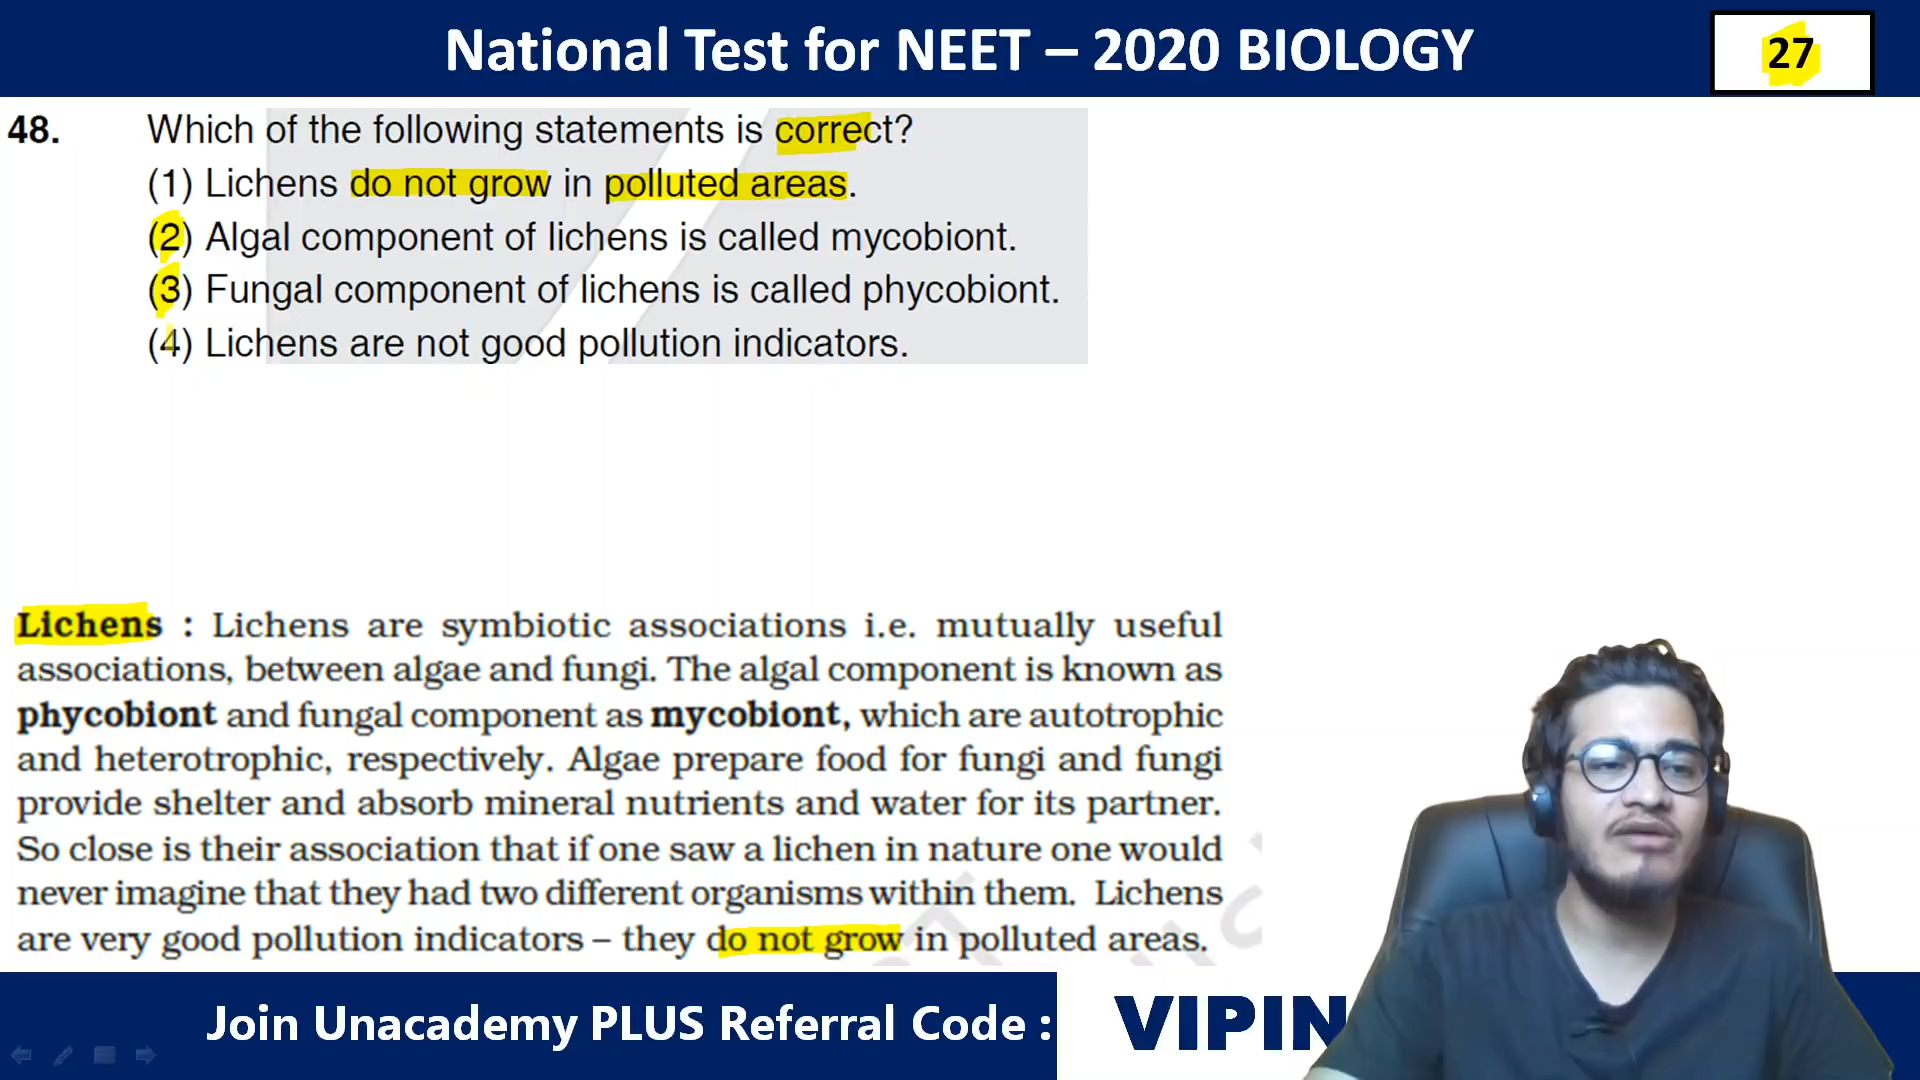 National Test for NEET – 2020 BIOLOGY
27
48. Which of the following statements is correct?
(1) Lichens do not grow in polluted areas.
(2) Algal component of lichens is called mycobiont.
(3) Fungal component of lichens is called phycobiont.
(4) Lichens are not good pollution indicators.
Lichens : Lichens are symbiotic associations i.e. mutually useful
associations, between algae and fungi. The algal component is known as
phycobiont and fungal component as mycobiont, which are autotrophic
and heterotrophic, respectively. Algae prepare food for fungi and fungi
provide shelter and absorb mineral nutrients and water for its partner.
So close is their association that if one saw a lichen in nature one would
never imagine that they had two different organisms within them. Lichens
are very good pollution indicators – they do not grow in polluted areas.
Join Unacademy PLUS Referral Code :
VIPIN